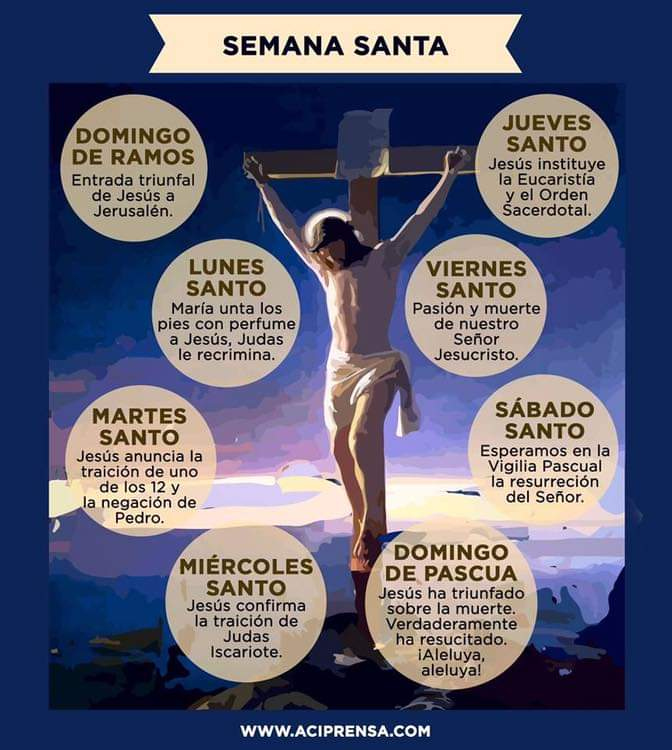 SEMANA SANTA
DOMINGO
DE RAMOS
Entrada triunfal
de Jesús a
Jerusalén.
LUNES
SANTO
María unta los
pies con perfume
a Jesús, Judas
le recrimina.
MARTES
SANTO
Jesús anuncia la
traición de uno
de los 12 y
la negación de
Pedro.
MIÉRCOLES
SANTO
Jesús confirma
la traición de
Judas
Iscariote.
JUEVES
SANTO
Jesús instituye
la Eucaristía
y el Orden
Sacerdotal.
VIERNES
SANTO
Pasión y muerte
de nuestro
Señor
Jesucristo.
SÁBADO
SANTO
Esperamos en la
Vigilia Pascual
la resurreción
del Señor.
DOMINGO
DE PASCUA
Jesús ha triunfado
sobre la muerte.
Verdaderamente
ha resucitado.
¡Aleluya,
aleluya!
WWW.ACIPRENSA.COM